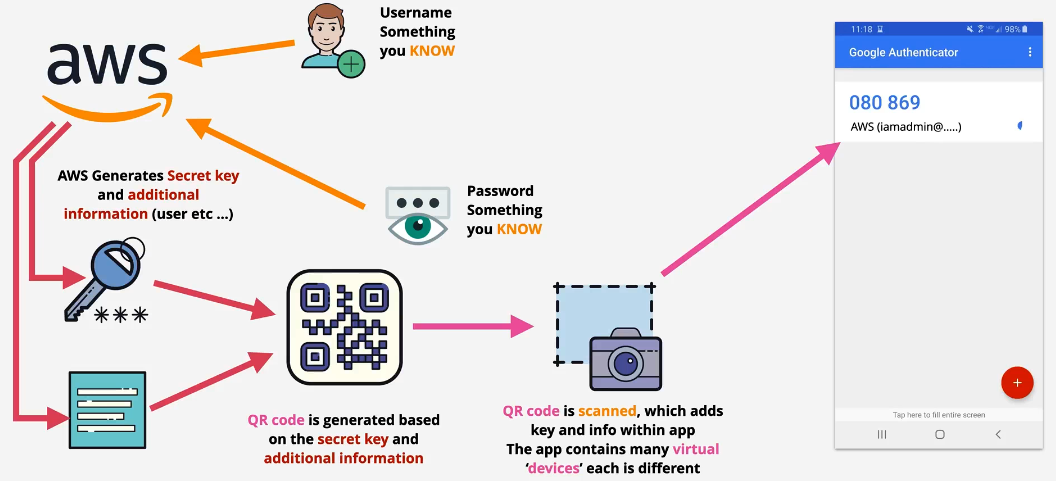 aws
Username
Something
you KNOW
AWS Generates Secret key
and additional
information (user etc ...)
Password
Something
you KNOW
***
QR code is generated based
on the secret key and
additional information
QR code is scanned, which adds
key and info within app
The app contains many virtual
‘devices’ each is different
11:18
98%
Google Authenticator
080 869
AWS (iamadmin@.....)
+
Tap here to fill entire screen